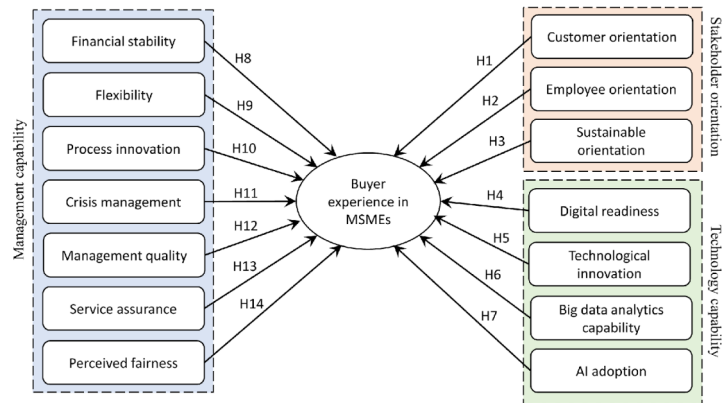 Management capability
Financial stability
Flexibility
Process innovation
Crisis management
Management quality
Service assurance
Perceived fairness
H8
H9
H10
H11
H12
H13
H14
Buyer
experience in
MSMEs
H1
H2
H3
H4
H5
H6
H7
Customer orientation
Employee orientation
Sustainable
orientation
Digital readiness
Technological
innovation
Big data analytics
capability
AI adoption
Stakeholder orientation
Technology capability